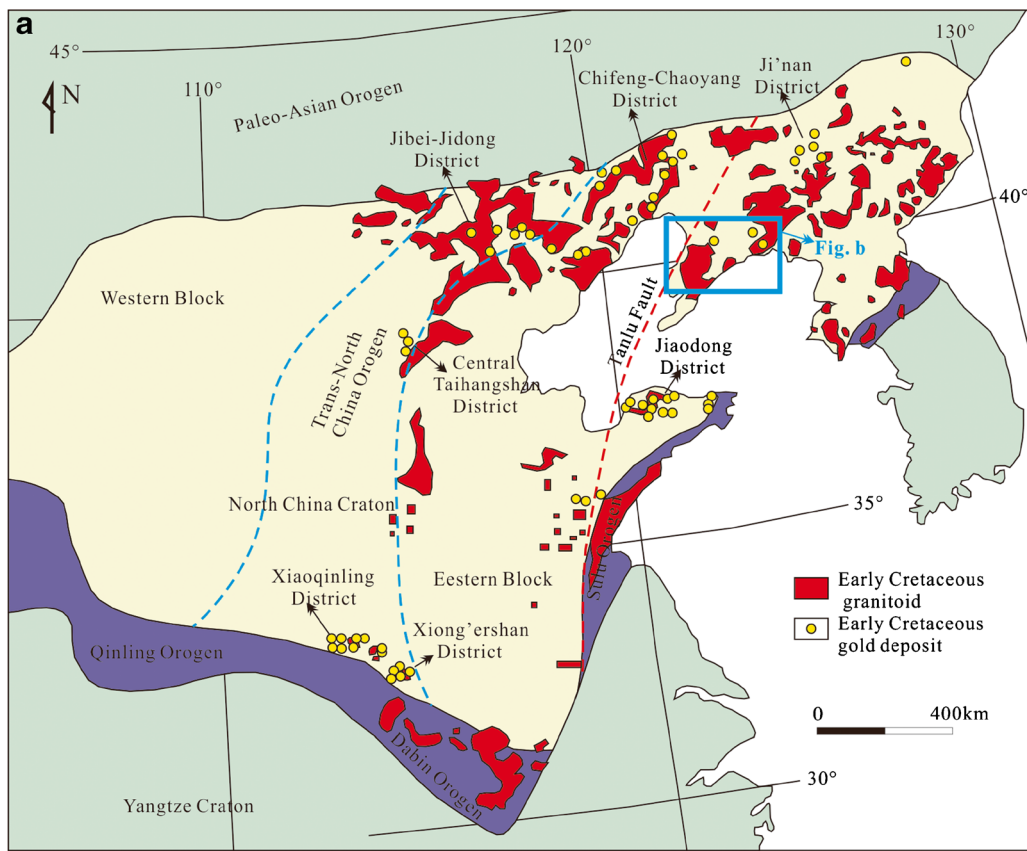 a
45°
120°
130°
110°
N
Paleo-Asian Orogen
Chifeng-Chaoyang
District
Ji'nan
District
Jibei-Jidong
District
40°
Fig. b
Western Block
Tanlu Fault
Trans-North
China Orogen
Central
Taihangshan
District
Jiaodong
District
North China Craton
35°
Sulu Orogen
Eestern Block
Xiaoqinling
District
Xiong'ershan
District
Qinling Orogen
Dabin Orogen
Yangtze Craton
30°
Early Cretaceous
granitoid
Early Cretaceous
gold deposit
0
400km